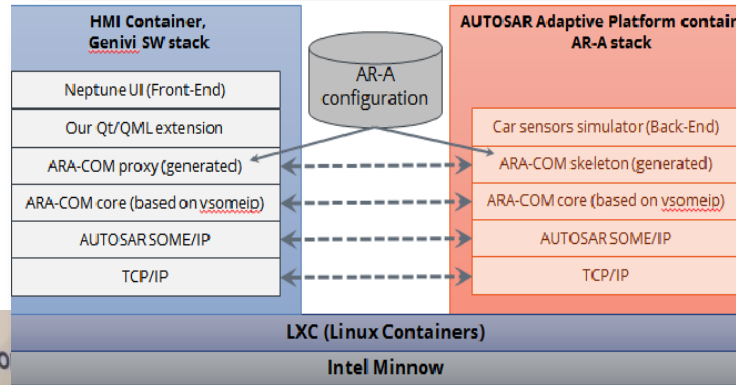 HMI Container,
Genivi SW stack
Neptune UI (Front-End)
Our Qt/QML extension
ARA-COM proxy (generated)
ARA-COM core (based on vsomeip)
AUTOSAR SOME/IP
TCP/IP
AR-A
configuration
AUTOSAR Adaptive Platform contain
AR-A stack
Car sensors simulator (Back-End)
ARA-COM skeleton (generated)
ARA-COM core (based on vsomeip)
AUTOSAR SOME/IP
TCP/IP
LXC (Linux Containers)
Intel Minnow